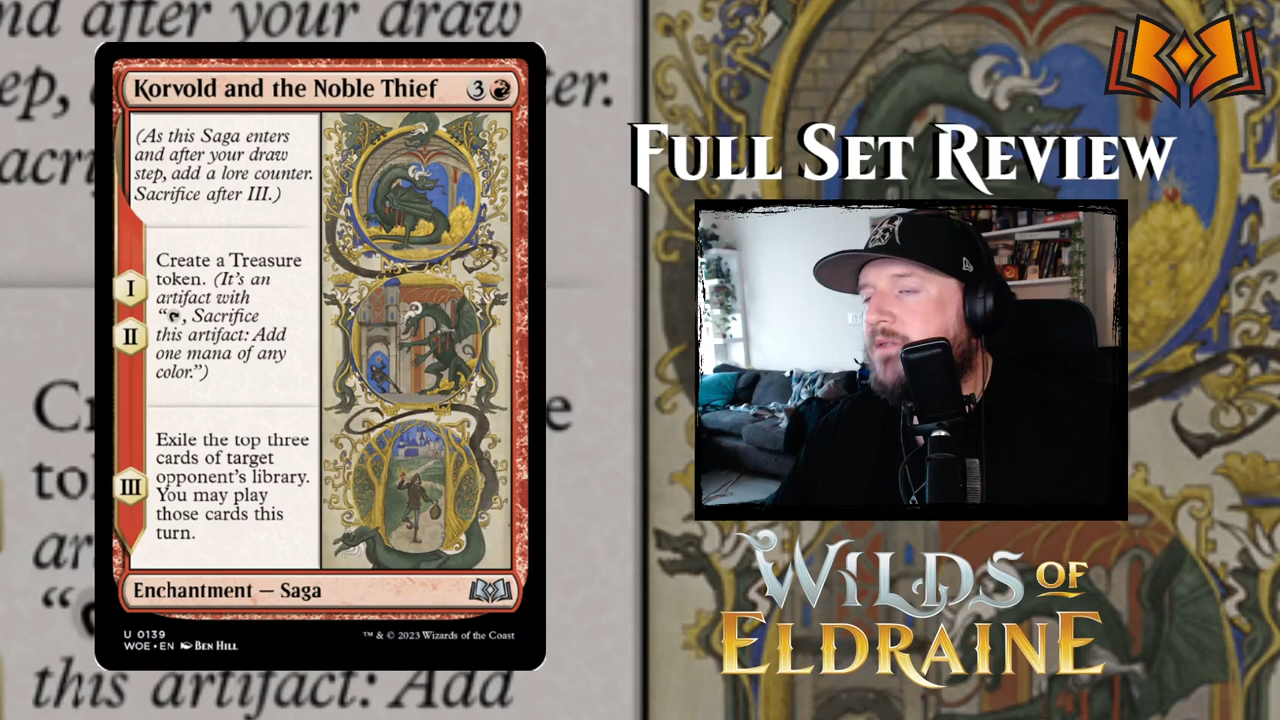 Korvold and the Noble Thief 3
(As this Saga enters
and after your draw
step, add a lore counter.
Sacrifice after III.)
I
II
Create a Treasure
token. (It's an
artifact with
", Sacrifice
this artifact: Add
one mana of any
color.")
III
Exile the top three
cards of target
opponent's library.
You may play
those cards this
turn.
Enchantment — Saga
U 0139
WOE • EN BEN HILL
™ & © 2023 Wizards of the Coast
FULL SET REVIEW
WILDS OF
ELDRAINE
nd after your draw
ep,
ter.
acri
this artifact: Add